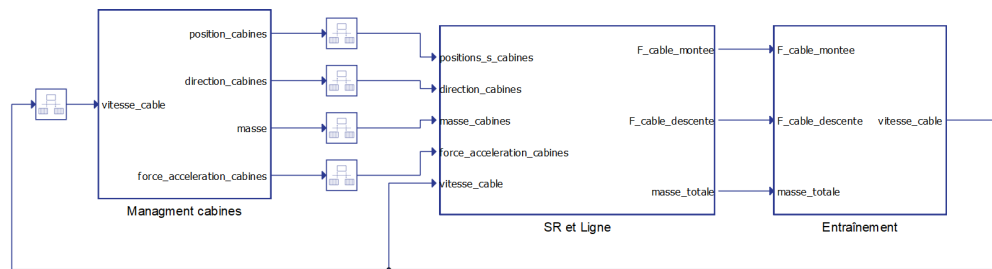 position_cabines
direction_cabines
vitesse_cable
masse
force_acceleration_cabines
Managment cabines
positions_s_cabines
direction_cabines
masse_cabines
force_acceleration_cabines
vitesse_cable
F_cable_montee
F_cable_descente
masse_totale
SR et Ligne
F_cable_montee
F_cable_descente
vitesse_cable
masse_totale
Entraînement